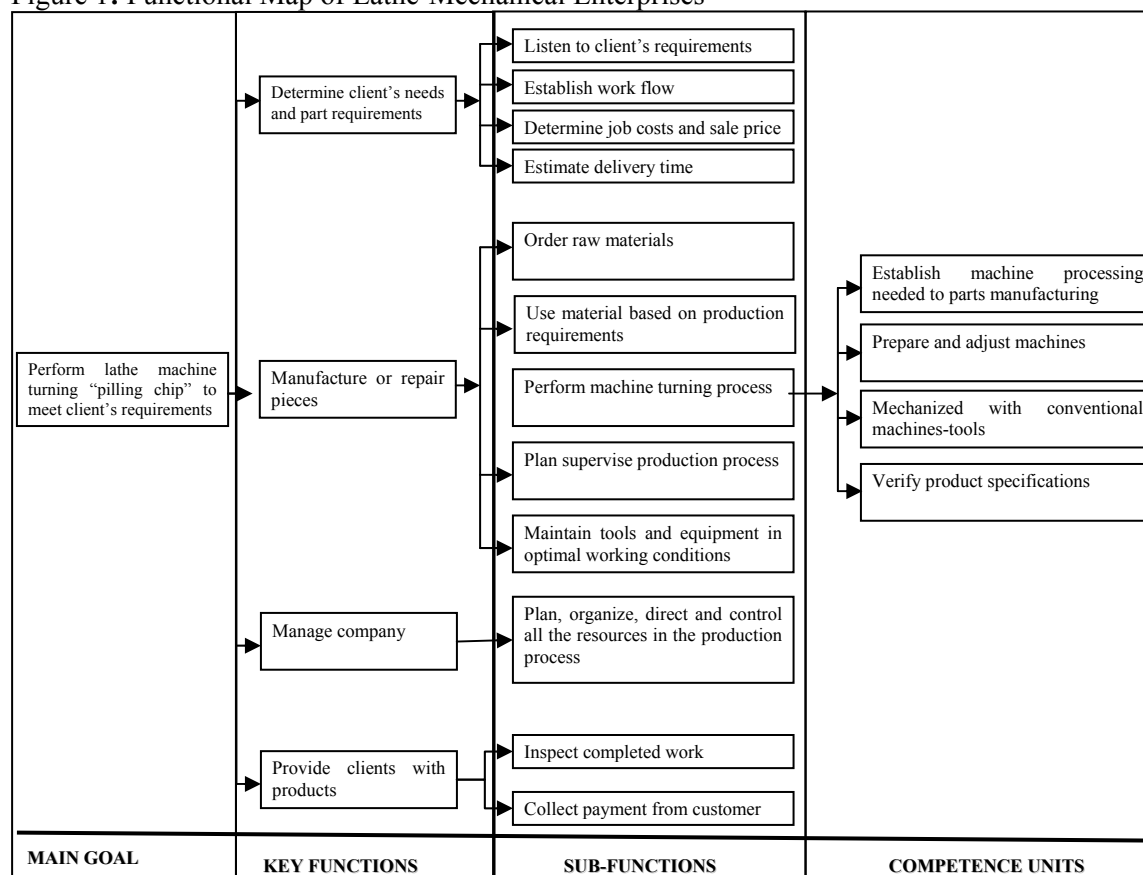 Figure 1. Functional Map of Lathe-Mechanical Enterprises
Listen to client's requirements
Determine client's needs
and part requirements
Establish work flow
Determine job costs and sale price
Estimate delivery time
Order raw materials
Use material based on production
requirements
Perform lathe machine
turning “pilling chip” to
meet client's requirements
Manufacture or repair
pieces
Perform machine turning process
Plan supervise production process
Maintain tools and equipment in
optimal working conditions
Establish machine processing
needed to parts manufacturing
Prepare and adjust machines
Mechanized with conventional
machines-tools
Verify product specifications
Manage company
Plan, organize, direct and control
all the resources in the production
process
Provide clients with
products
Inspect completed work
Collect payment from customer
MAIN GOAL
KEY FUNCTIONS
SUB-FUNCTIONS
COMPETENCE UNITS